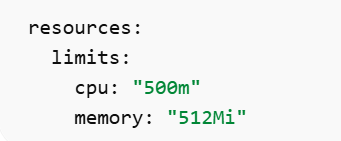 resources:
  limits:
    cpu: "500m"
    memory: "512Mi"